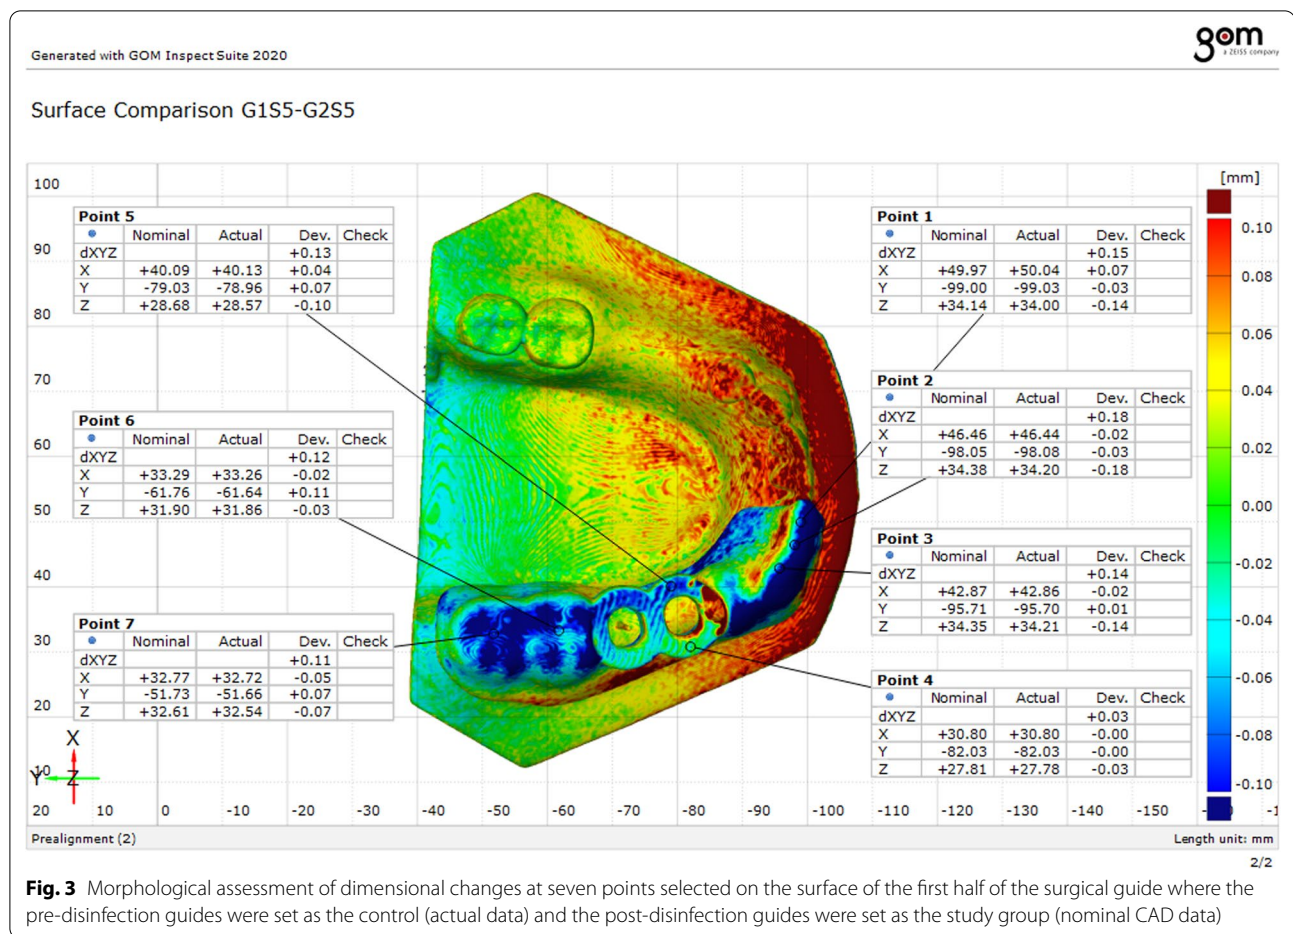 gom
a ZEISS company
Generated with GOM Inspect Suite 2020
Surface Comparison G1S5-G2S5
[mm]
0.10
0.08
0.06
0.04
0.02
0.00
-0.02
-0.04
-0.06
-0.08
-0.10
100
90
80
70
60
50
40
30
20
10
Point 5
Nominal Actual Dev. Check
dXYZ +0.13
X +40.09 +40.13 +0.04
Y -79.03 -78.96 +0.07
Z +28.68 +28.57 -0.10
Point 6
Nominal Actual Dev. Check
dXYZ +0.12
X +33.29 +33.26 -0.02
Y -61.76 -61.64 +0.11
Z +31.90 +31.86 -0.03
Point 7
Nominal Actual Dev. Check
dXYZ +0.11
X +32.77 +32.72 -0.05
Y -51.73 -51.66 +0.07
Z +32.61 +32.54 -0.07
Point 1
Nominal Actual Dev. Check
dXYZ +0.15
X +49.97 +50.04 +0.07
Y -99.00 -99.03 -0.03
Z +34.14 +34.00 -0.14
Point 2
Nominal Actual Dev. Check
dXYZ +0.18
X +46.46 +46.44 -0.02
Y -98.05 -98.08 -0.03
Z +34.38 +34.20 -0.18
Point 3
Nominal Actual Dev. Check
dXYZ +0.14
X +42.87 +42.86 -0.02
Y -95.71 -95.70 +0.01
Z +34.35 +34.21 -0.14
Point 4
Nominal Actual Dev. Check
dXYZ +0.03
X +30.80 +30.80 -0.00
Y -82.03 -82.03 -0.00
Z +27.81 +27.78 -0.03
X
Y Z
20 10 0 -10 -20 -30 -40 -50 -60 -70 -80 -90 -100 -110 -120 -130 -140 -150
Prealignment (2)
Length unit: mm
2/2
Fig. 3 Morphological assessment of dimensional changes at seven points selected on the surface of the first half of the surgical guide where the
pre-disinfection guides were set as the control (actual data) and the post-disinfection guides were set as the study group (nominal CAD data)